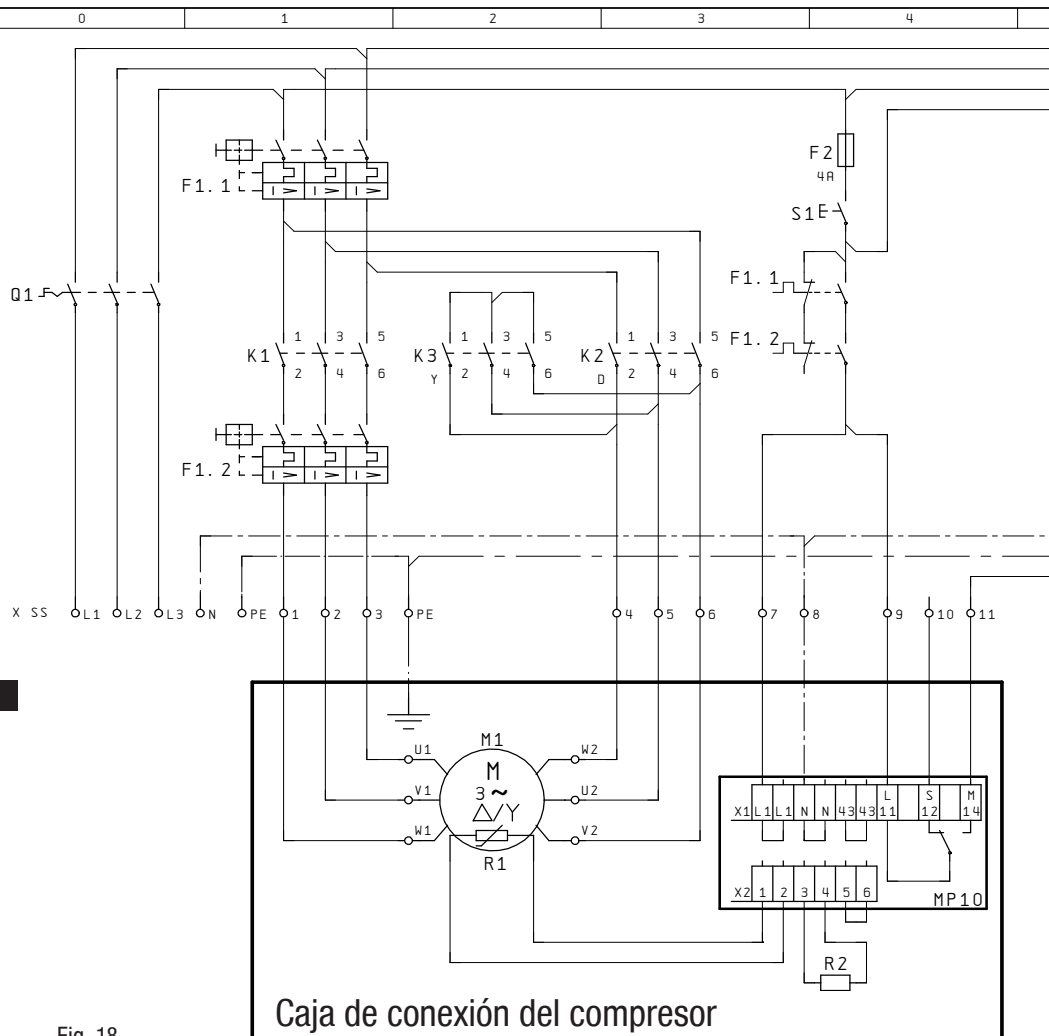 0 1 2 3 4
F1. 1
I > I > I >
F2
4A
S1
Q1
F1. 1
F1. 2
K1
1 3 5
2 4 6
K3
Y
1 3 5
2 4 6
K2
D
1 3 5
2 4 6
F1. 2
I > I > I >
X SS L1 L2 L3 N PE 1 2 3 PE 4 5 6 7 8 9 10 11
M1
M
3 ~
△/Y
U1
V1
W1
W2
U2
V2
R1
X1 L1 L1 N N 43 43 L 11 S 12 M 14
X2 1 2 3 4 5 6
MP10
R2
Caja de conexión del compresor
Fig. 18